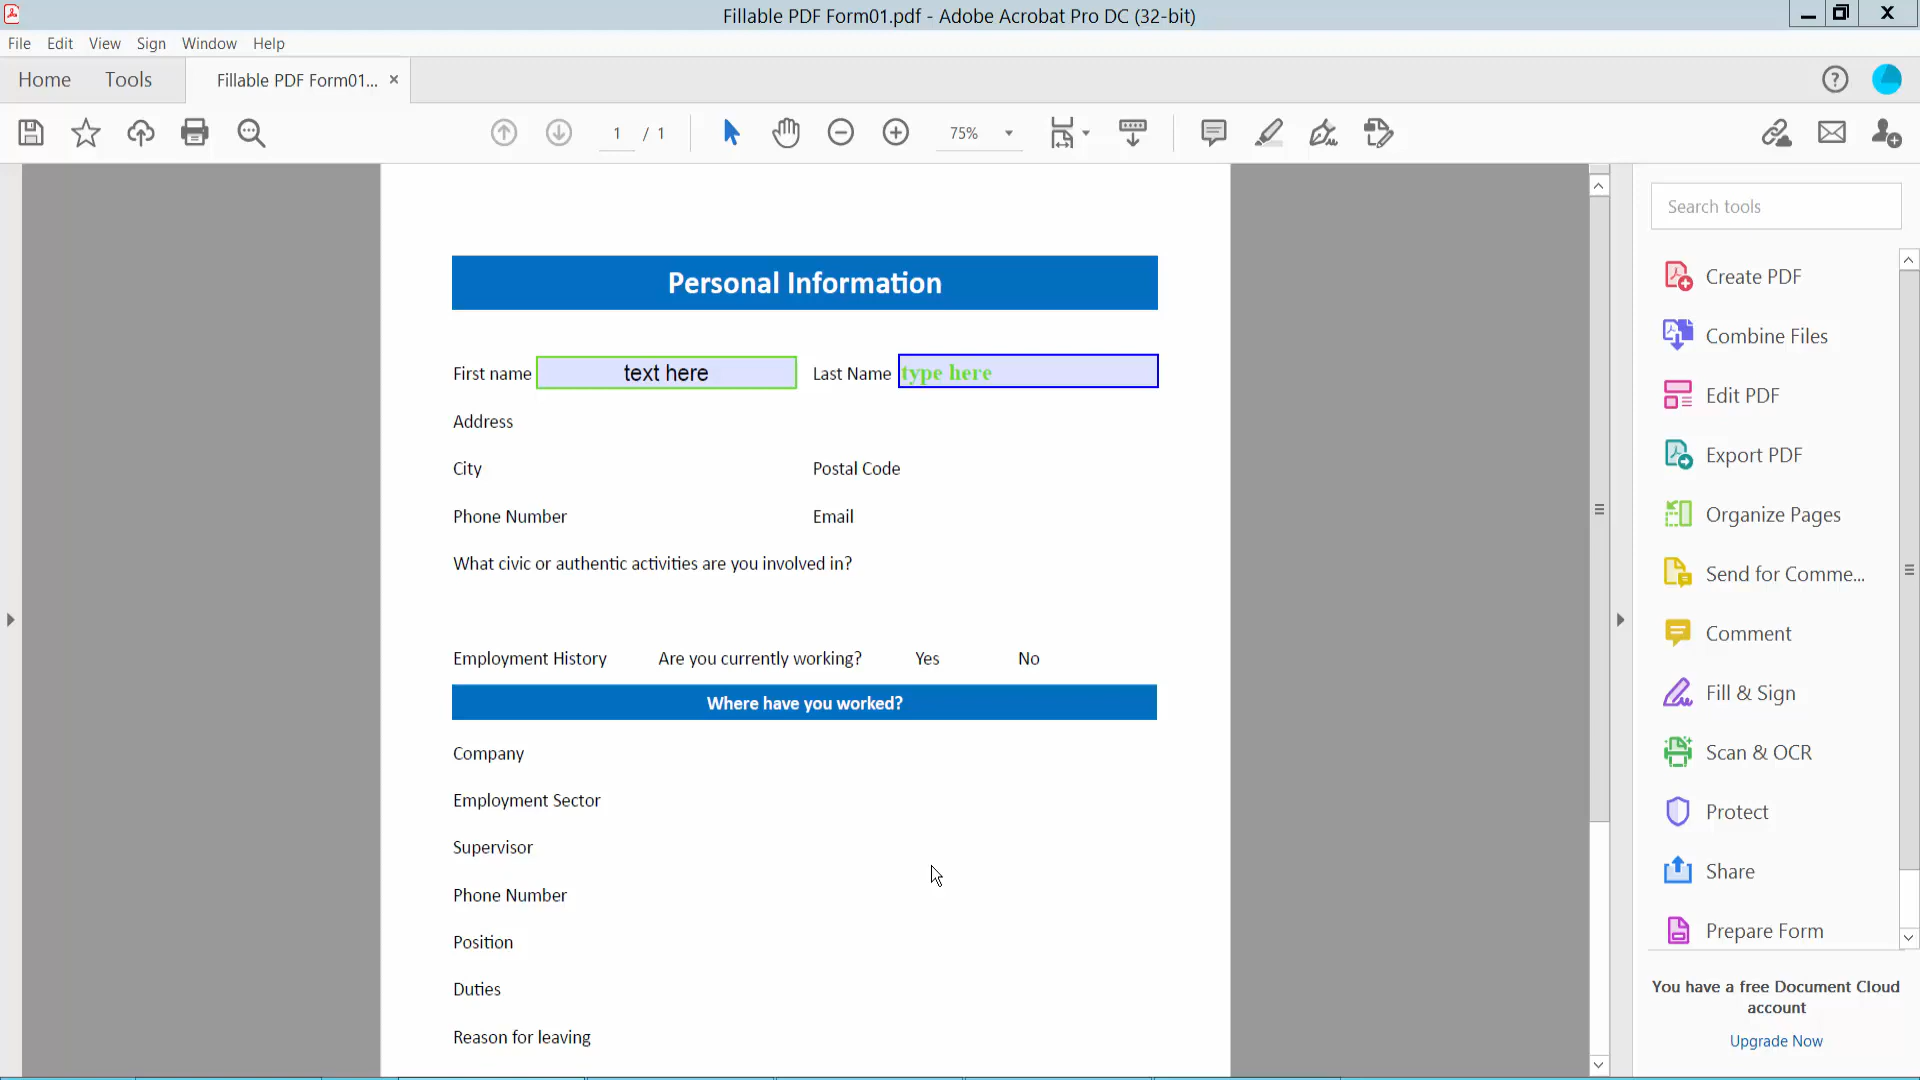 Fillable PDF Form01.pdf - Adobe Acrobat Pro DC (32-bit)
File Edit View Sign Window Help
Home Tools Fillable PDF Form01... ×
1 / 1 75%
Search tools
Create PDF
Combine Files
Edit PDF
Export PDF
Organize Pages
Send for Comme...
Comment
Fill & Sign
Scan & OCR
Protect
Share
Prepare Form
You have a free Document Cloud
account
Upgrade Now
Personal Information
First name text here Last Name type here
Address
City Postal Code
Phone Number Email
What civic or authentic activities are you involved in?
Employment History Are you currently working? Yes No
Where have you worked?
Company
Employment Sector
Supervisor
Phone Number
Position
Duties
Reason for leaving